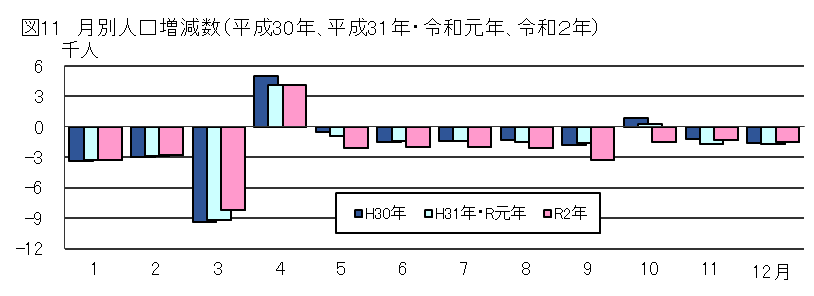 図11 月別人口増減数(平成30年、平成31年・令和元年、令和2年)
千人
6
3
0
-3
-6
-9
-12
H30年 H31年・R元年 R2年
1 2 3 4 5 6 7 8 9 10 11 12月